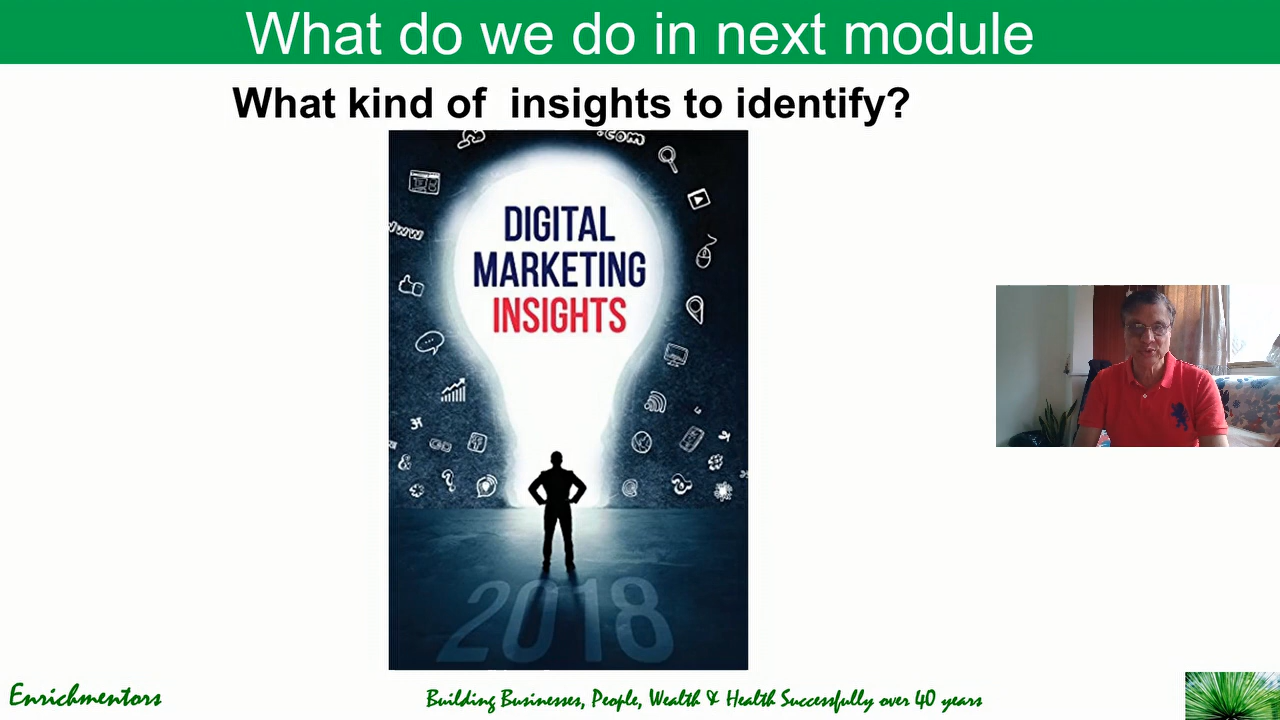 What do we do in next module
What kind of  insights to identify?
.com
www
DIGITAL
MARKETING
INSIGHTS
2018
Enrichmentors
Building Businesses, People, Wealth & Health Successfully over 40 years